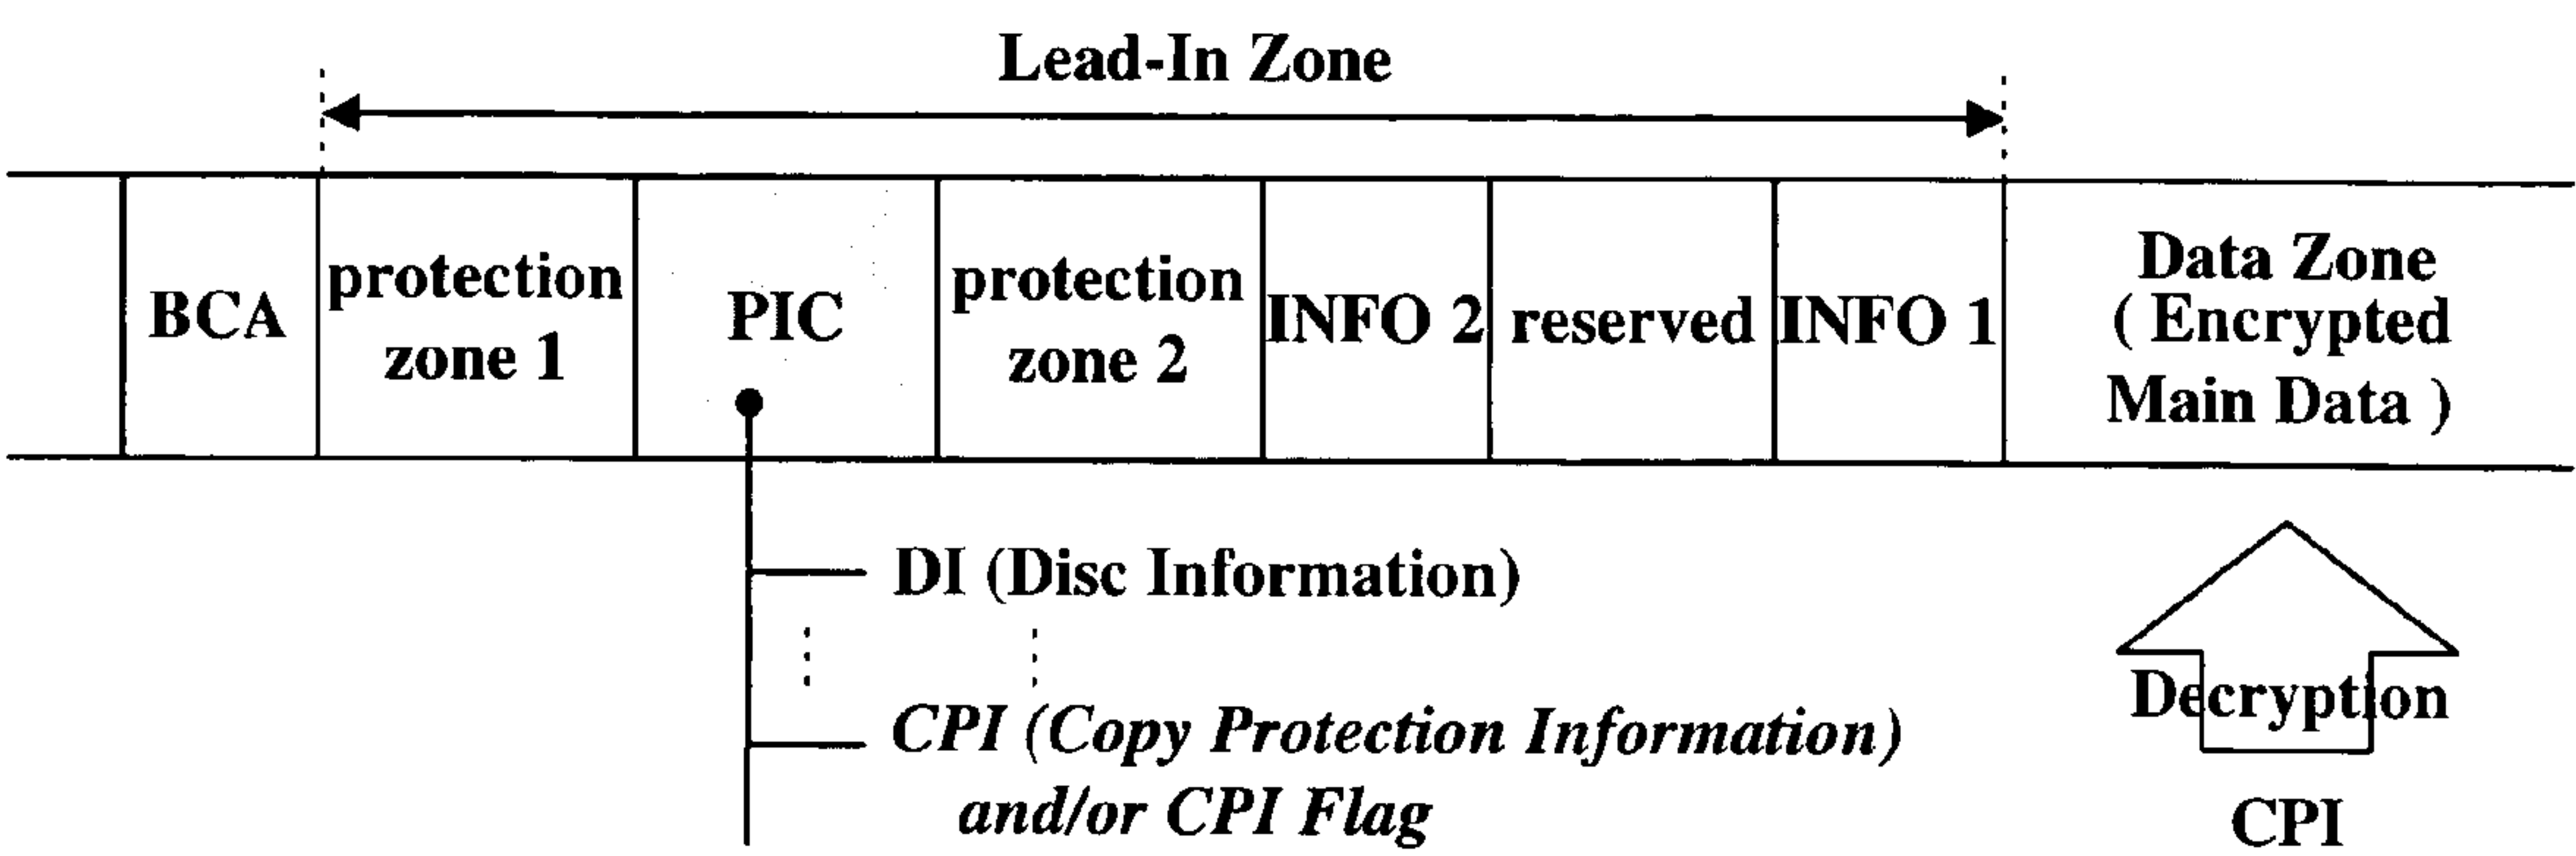 Lead-In Zone
BCA
protection
zone 1
PIC
protection
zone 2
INFO 2
reserved
INFO 1
Data Zone
( Encrypted
Main Data )
DI (Disc Information)
CPI (Copy Protection Information)
and/or CPI Flag
Decryption
CPI